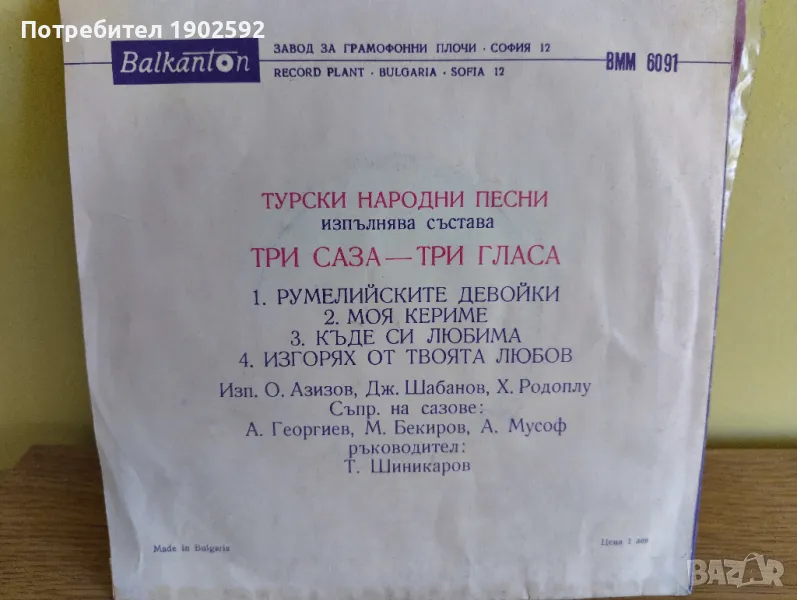 Потребител 1902592
Balkanton
ЗАВОД ЗА ГРАМОФОННИ ПЛОЧИ · СОФИЯ 12
RECORD PLANT · BULGARIA · SOFIA 12
ВММ 6091
ТУРСКИ НАРОДНИ ПЕСНИ
изпълнява състава
ТРИ САЗА — ТРИ ГЛАСА
1. РУМЕЛИЙСКИТЕ ДЕВОЙКИ
2. МОЯ КЕРИМЕ
3. КЪДЕ СИ ЛЮБИМА
4. ИЗГОРЯХ ОТ ТВОЯТА ЛЮБОВ
Изп. О. Азизов, Дж. Шабанов, Х. Родоплу
Съпр. на сазове:
А. Георгиев, М. Бекиров, А. Мусоф
ръководител:
Т. Шиникаров
Made in Bulgaria
Цена 1 лев
BAZAR